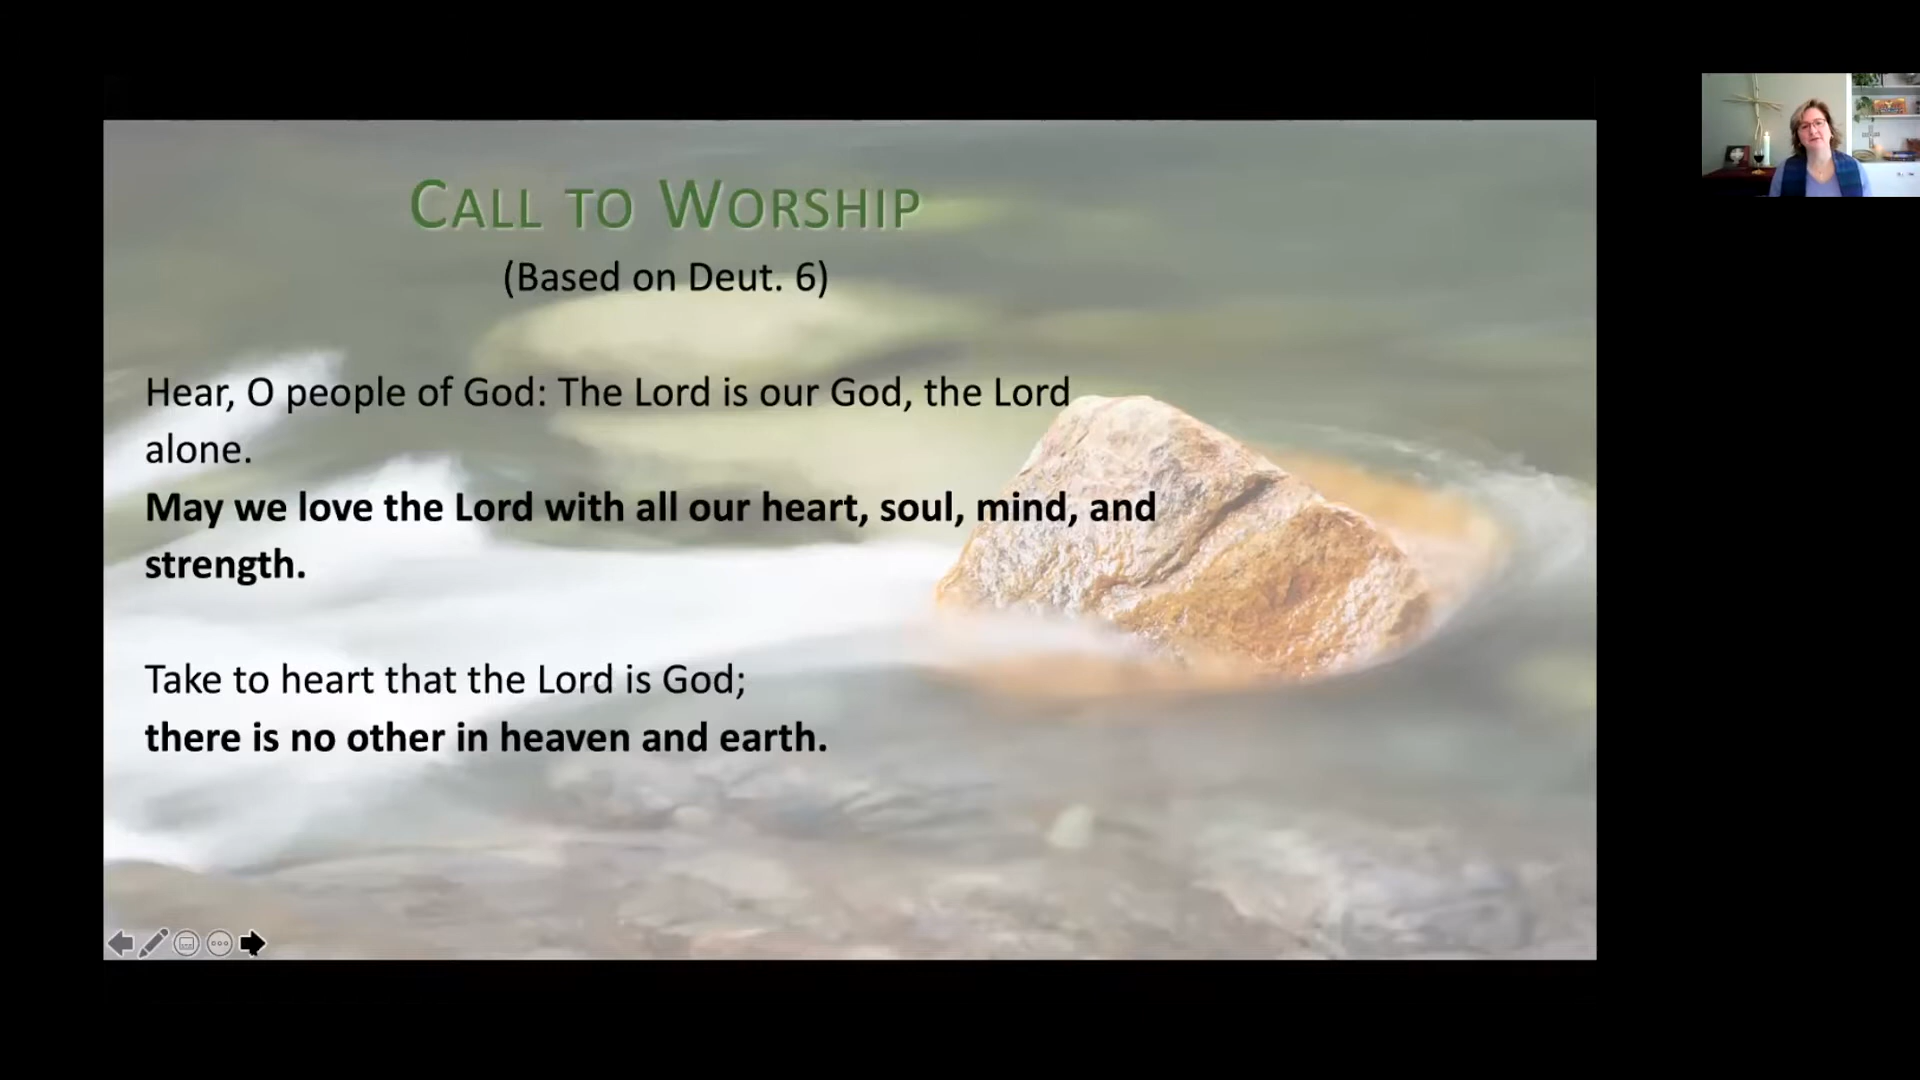 CALL TO WORSHIP
(Based on Deut. 6)
Hear, O people of God: The Lord is our God, the Lord
alone.
May we love the Lord with all our heart, soul, mind, and
strength.
Take to heart that the Lord is God;
there is no other in heaven and earth.